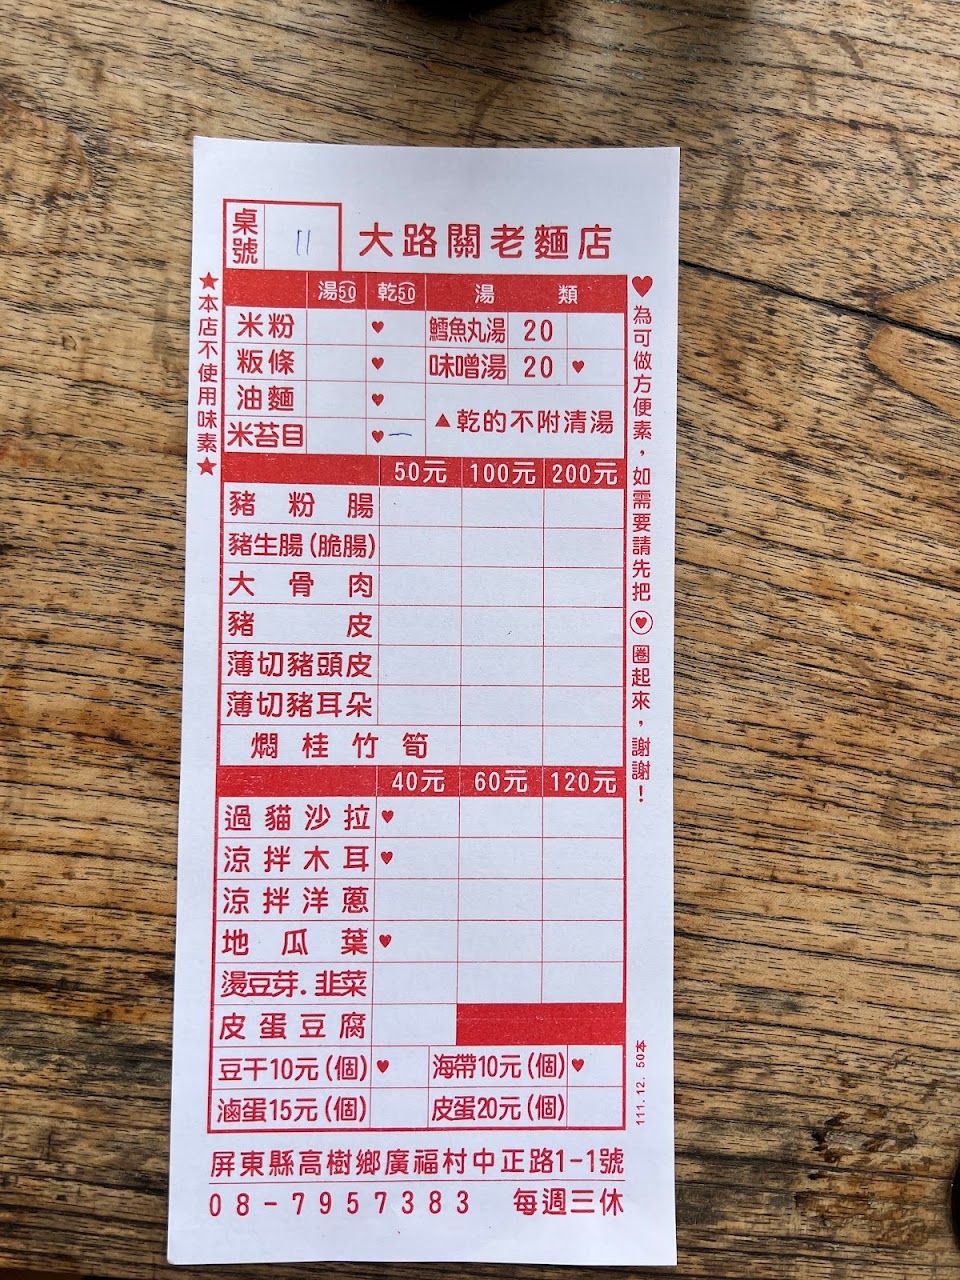 桌號 11
大路關老麵店
★本店不使用味素★
湯50 乾50 湯類
米粉 ♥ 鱈魚丸湯 20
粄條 ♥ 味噌湯 20 ♥
油麵 ♥
米苔目 ♥ 一
▲乾的不附清湯
50元 100元 200元
豬粉腸
豬生腸(脆腸)
大骨肉
豬皮
薄切豬頭皮
薄切豬耳朵
燜桂竹筍
40元 60元 120元
過貓沙拉 ♥
涼拌木耳 ♥
涼拌洋蔥
地瓜葉 ♥
燙豆芽.韭菜
皮蛋豆腐
豆干10元(個) ♥ 海帶10元(個) ♥
滷蛋15元(個) 皮蛋20元(個)
♥為可做方便素,如需要請先把♥圈起來,謝謝!
111.12. 50本
屏東縣高樹鄉廣福村中正路1-1號
08-7957383 每週三休